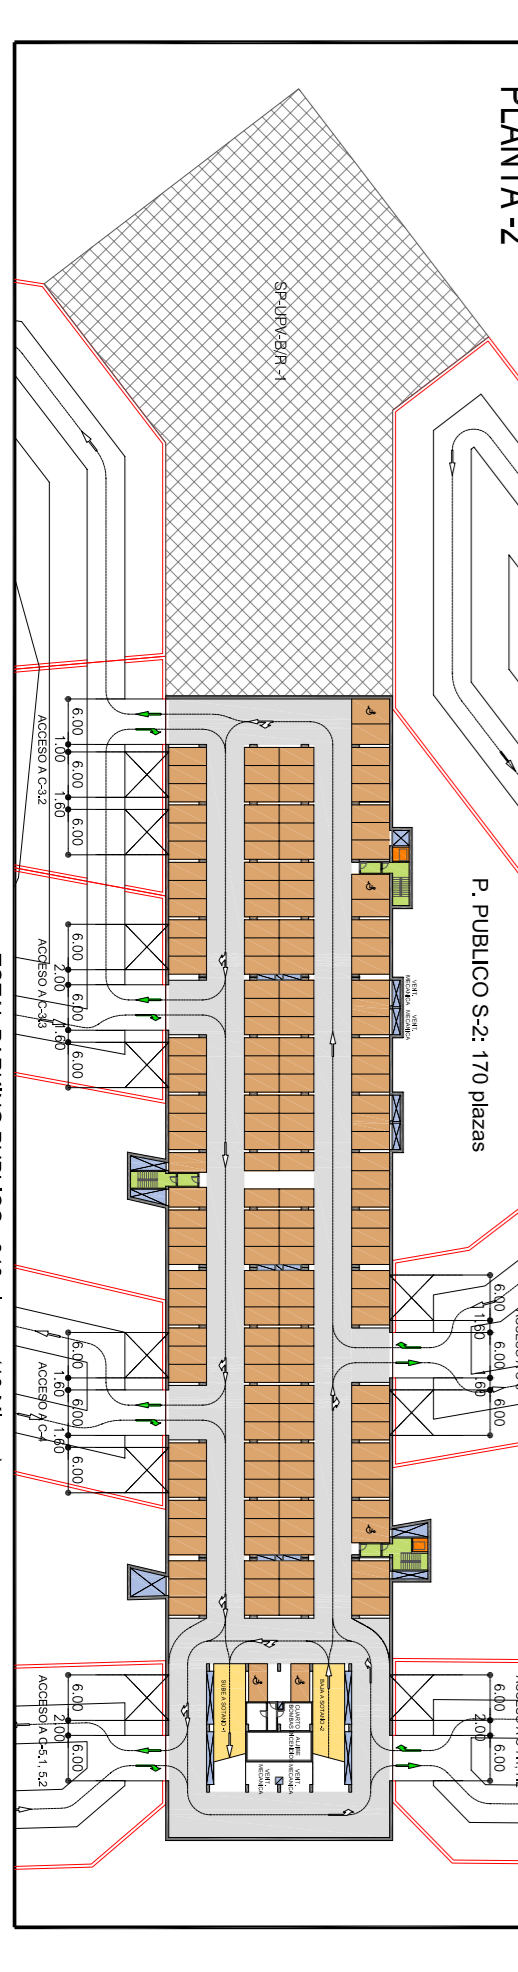 PLANTA -2
SP-UPV-B/R-1
P. PUBLICO S-2: 170 plazas
6.00
1.00
6.00
1.60
6.00
ACCESO A C-3.2
VENT. MECANICA
VENT. MECANICA
6.00
2.00
6.00
1.60
6.00
ACCESO A C-3.3
6.00
1.60
6.00
1.60
6.00
6.00
1.60
6.00
1.60
6.00
ACCESO A C-4
6.00
2.00
6.00
ACCESO A C-5.1, 5.2
6.00
2.00
6.00
BAJA A SOTANO -2
SUBE A SOTANO -1
CUARTO BOMBAS
ALJIBE INCENDIO
VENT. MECANICA
VENT. MECANICA